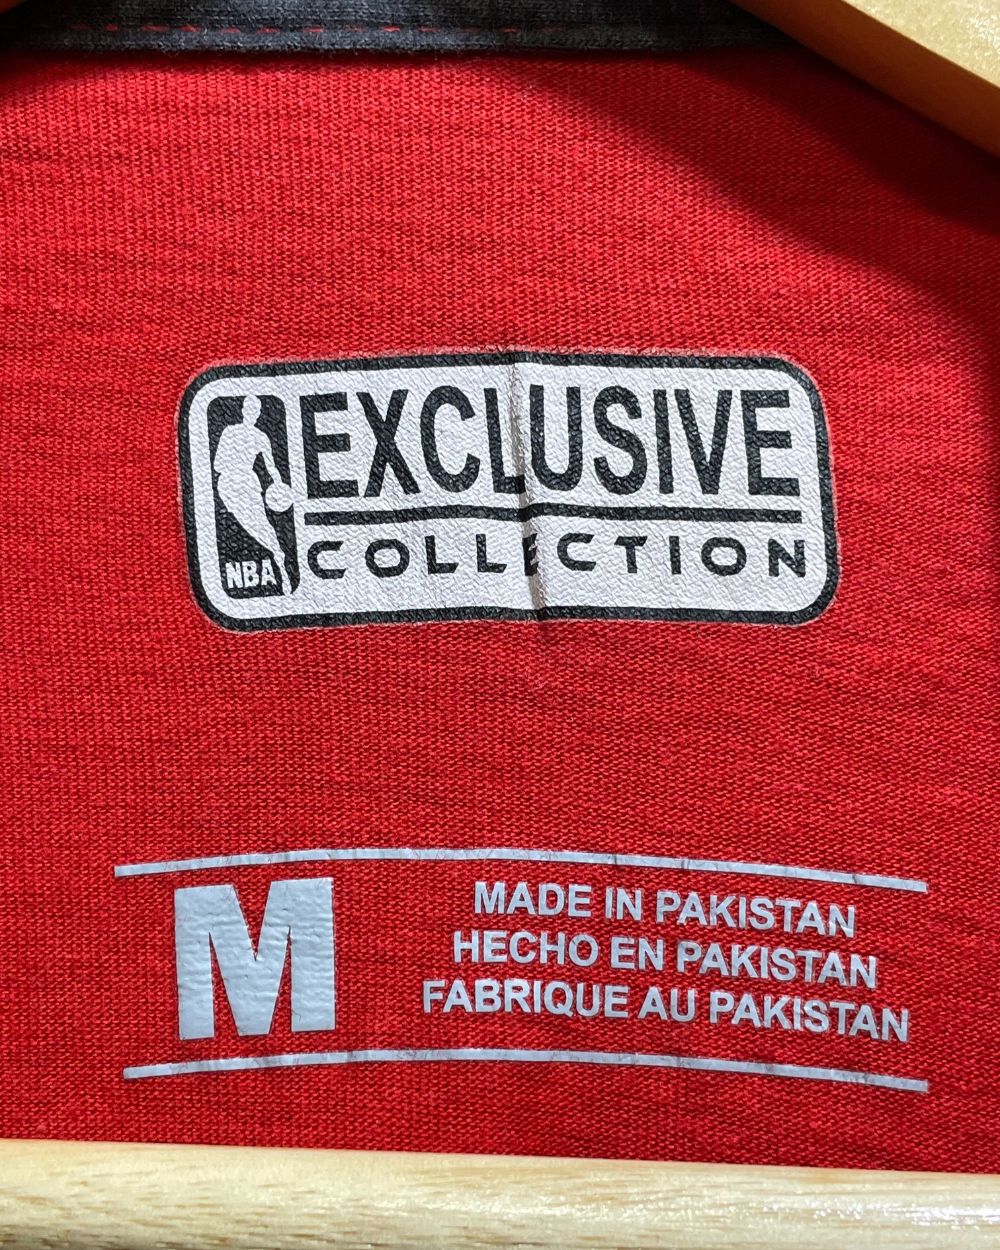 EXCLUSIVE
COLLECTION
NBA
M
MADE IN PAKISTAN
HECHO EN PAKISTAN
FABRIQUE AU PAKISTAN